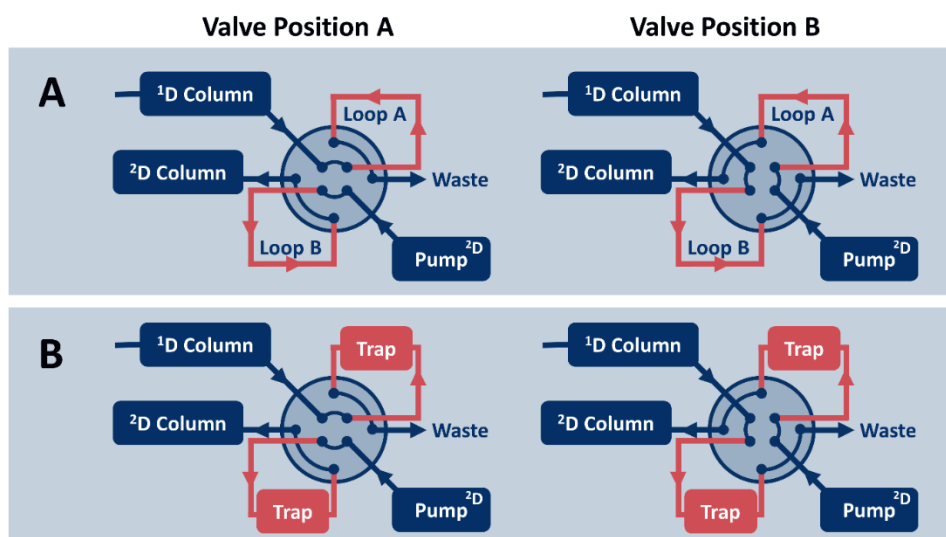 Valve Position A
Valve Position B
A
¹D Column
Loop A
²D Column
Waste
Loop B
Pump²ᴰ
¹D Column
Loop A
²D Column
Waste
Loop B
Pump²ᴰ
B
¹D Column
Trap
²D Column
Waste
Trap
Pump²ᴰ
¹D Column
Trap
²D Column
Waste
Trap
Pump²ᴰ